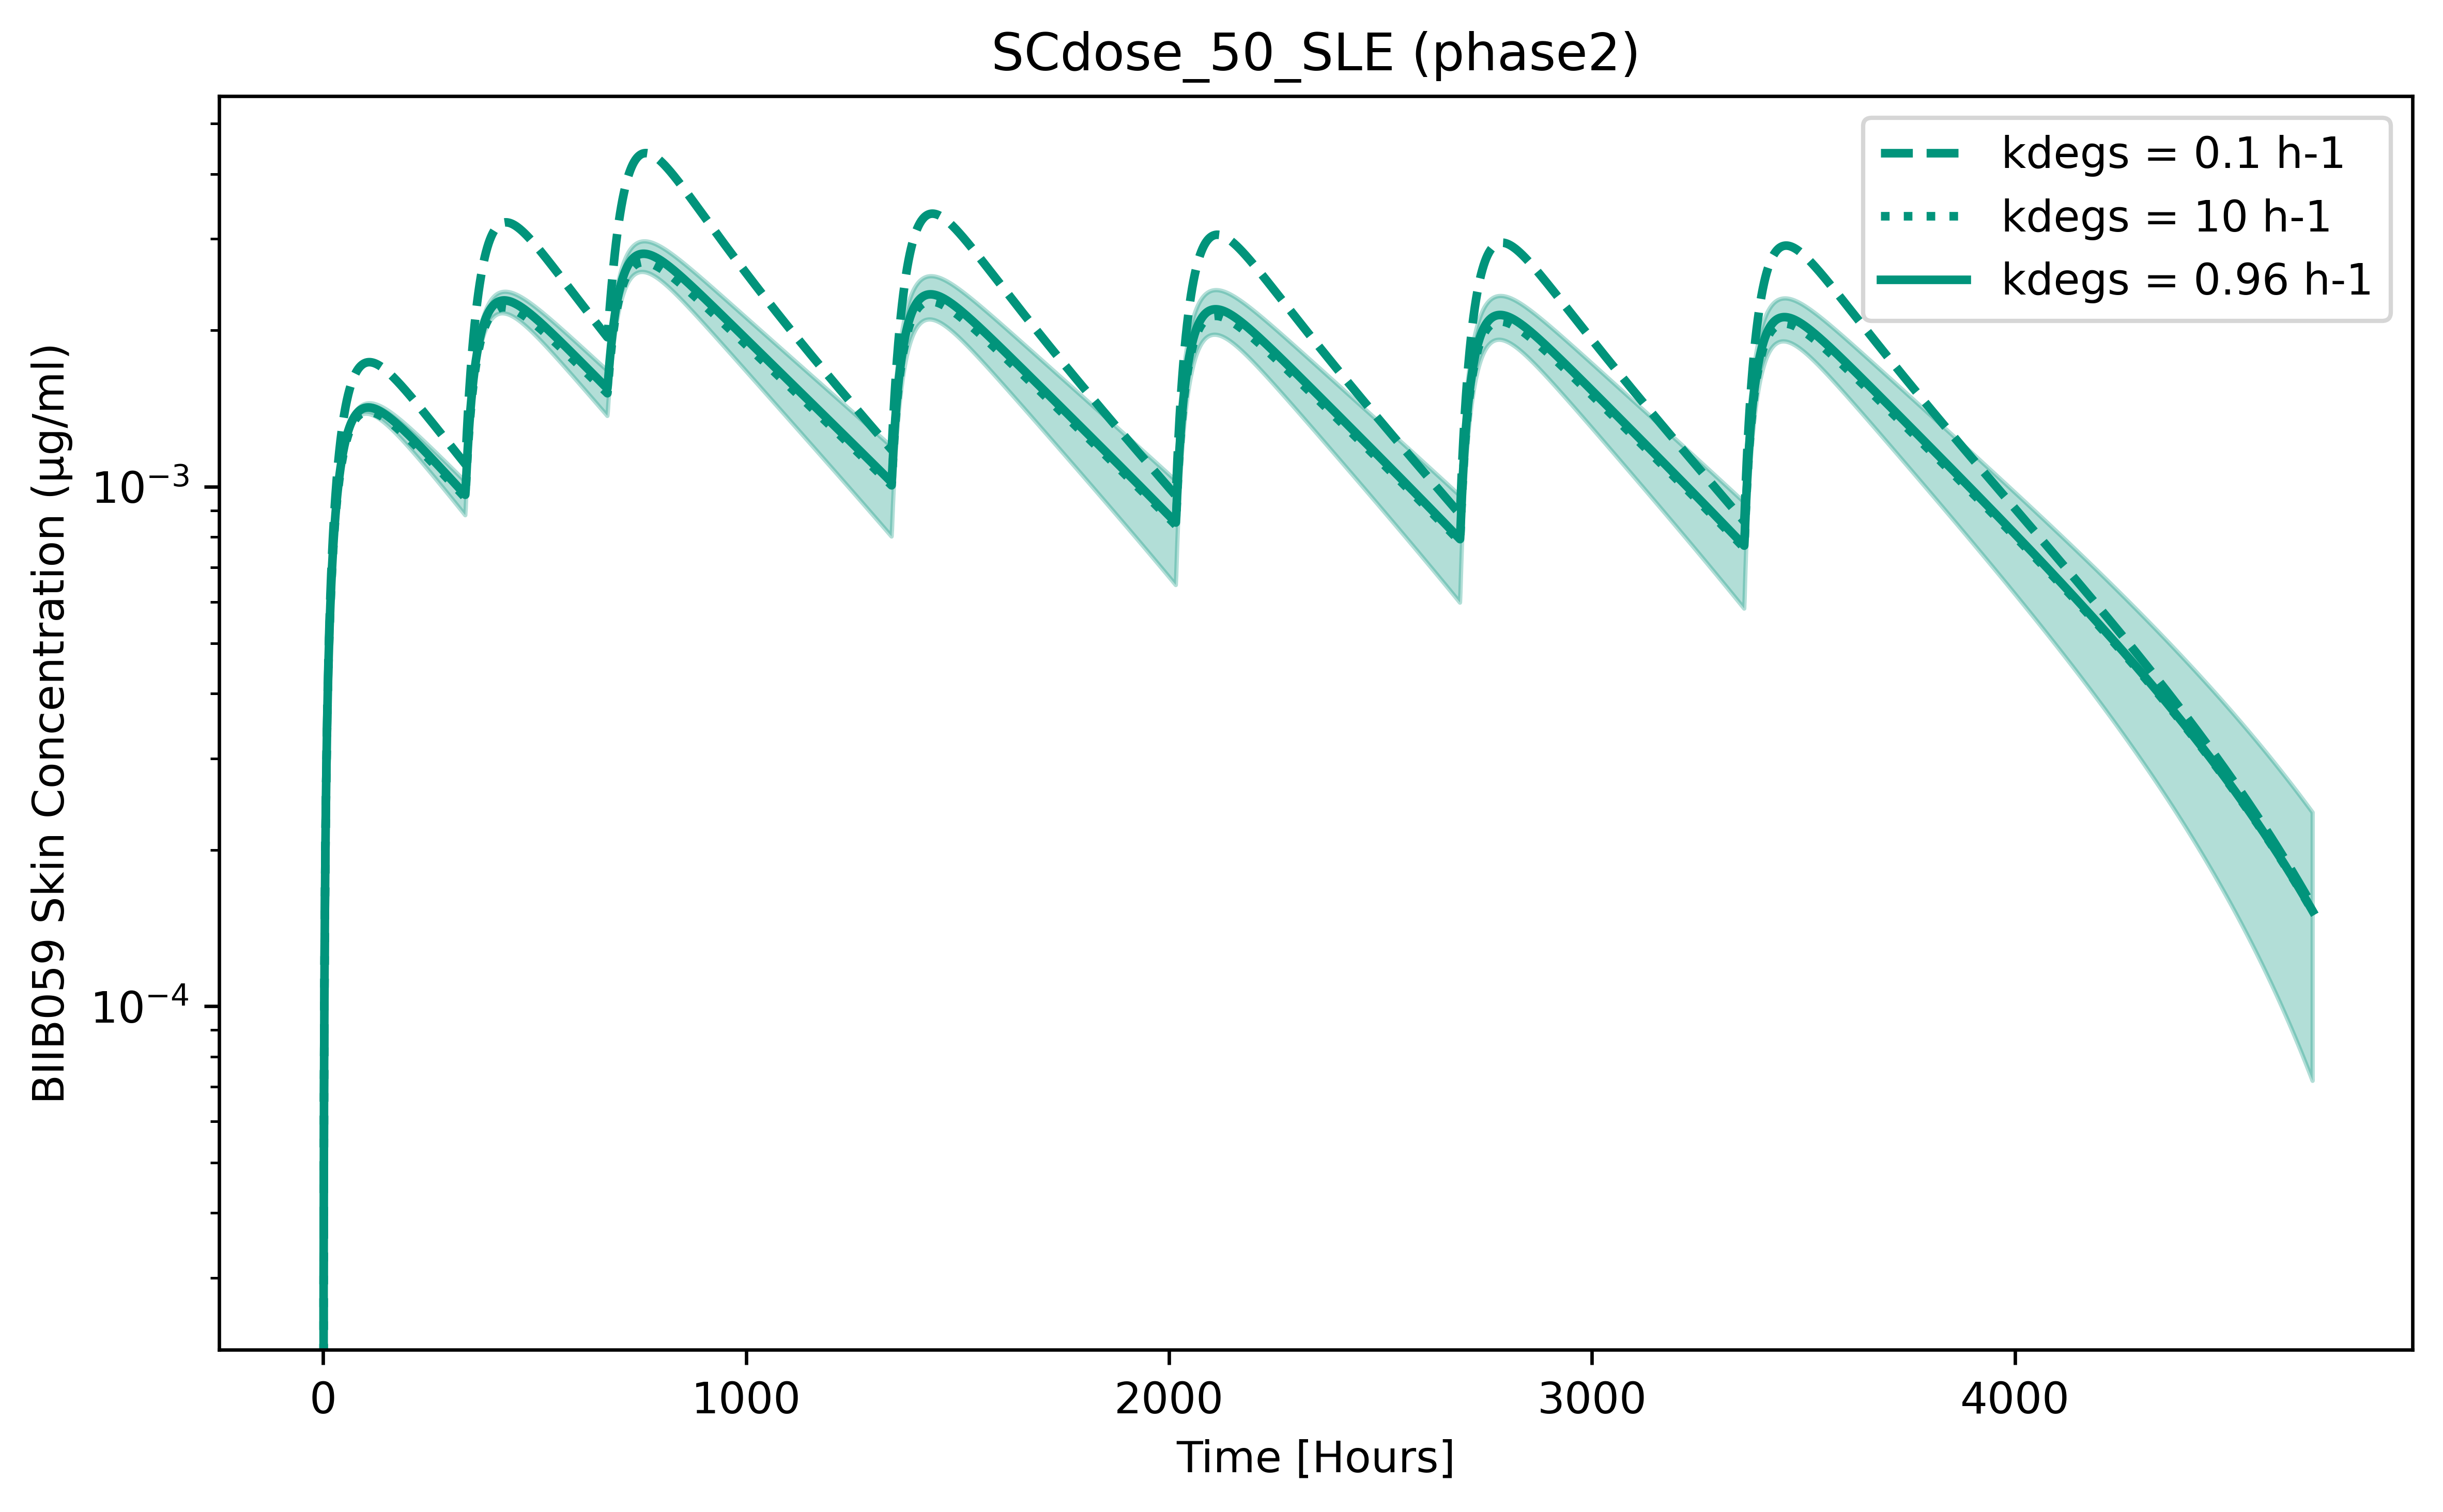 SCdose_50_SLE (phase2)
kdegs = 0.1 h-1
kdegs = 10 h-1
kdegs = 0.96 h-1
BIIB059 Skin Concentration (µg/ml)
10⁻³
10⁻⁴
0 1000 2000 3000 4000
Time [Hours]